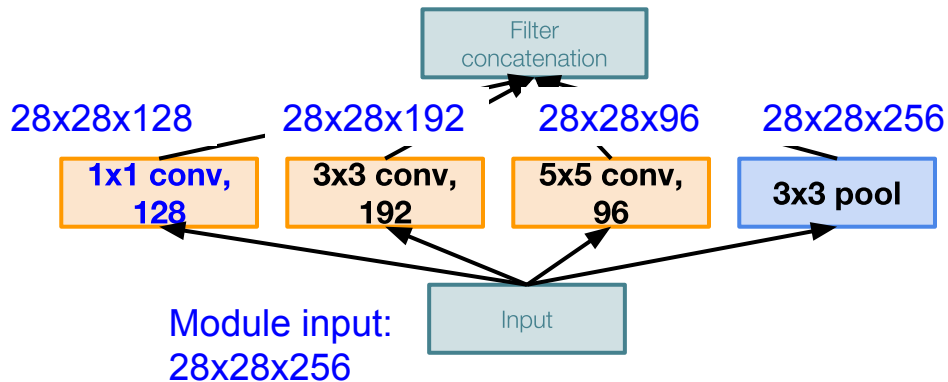 Filter
concatenation
28x28x128
28x28x192
28x28x96
28x28x256
1x1 conv,
128
3x3 conv,
192
5x5 conv,
96
3x3 pool
Input
Module input:
28x28x256